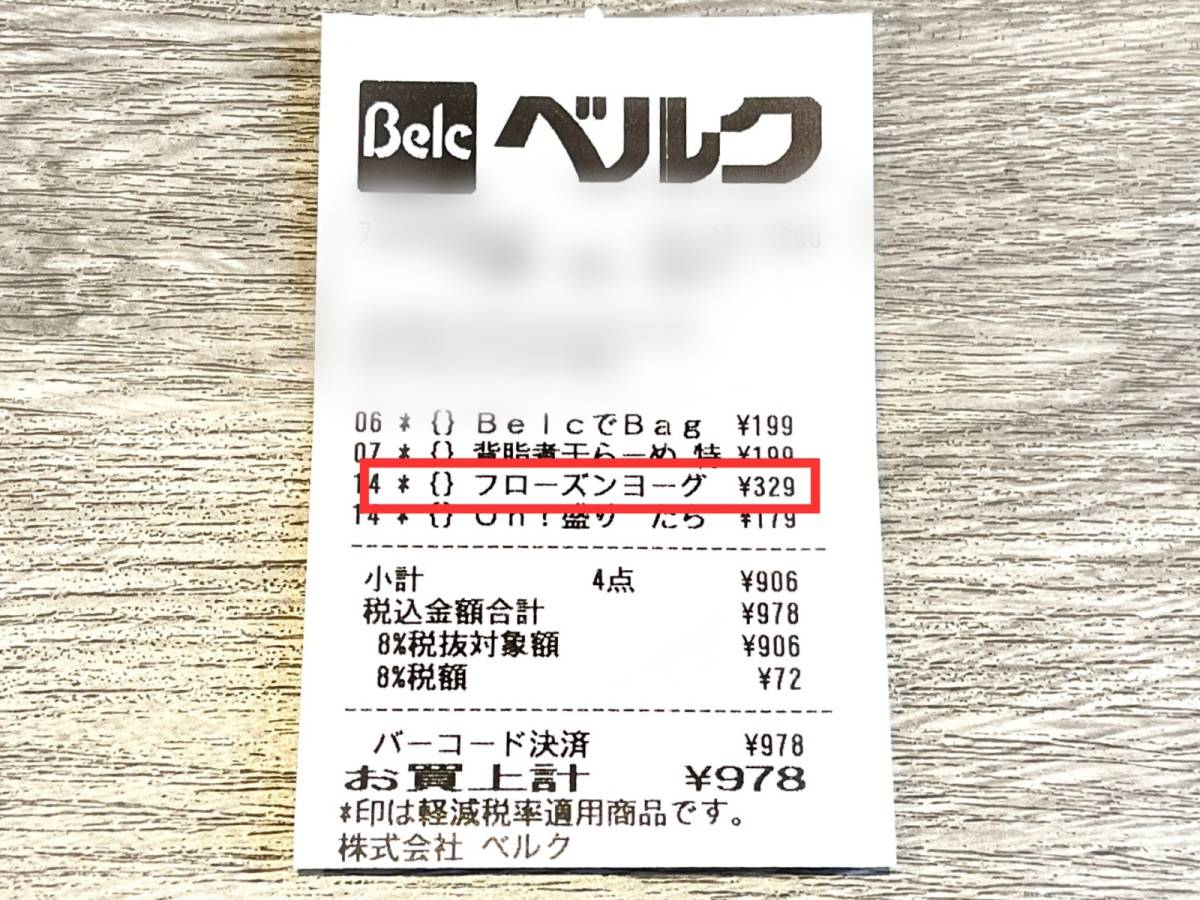 Belc ベルク
06 * {} BelcでBag ¥199
07 * {} 背脂煮干らーめ 特 ¥199
14 * {} フローズンヨーグ ¥329
14 * {} Oh!盛り たら ¥179
小計 4点 ¥906
税込金額合計 ¥978
8%税抜対象額 ¥906
8%税額 ¥72
バーコード決済 ¥978
お買上計 ¥978
*印は軽減税率適用商品です。
株式会社 ベルク